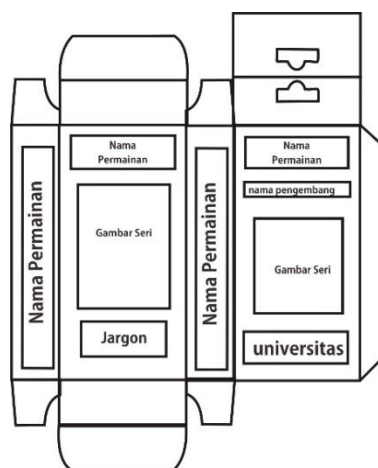 Nama Permainan
Nama
Permainan
Gambar Seri
Jargon
Nama Permainan
Nama
Permainan
nama pengembang
Gambar Seri
universitas